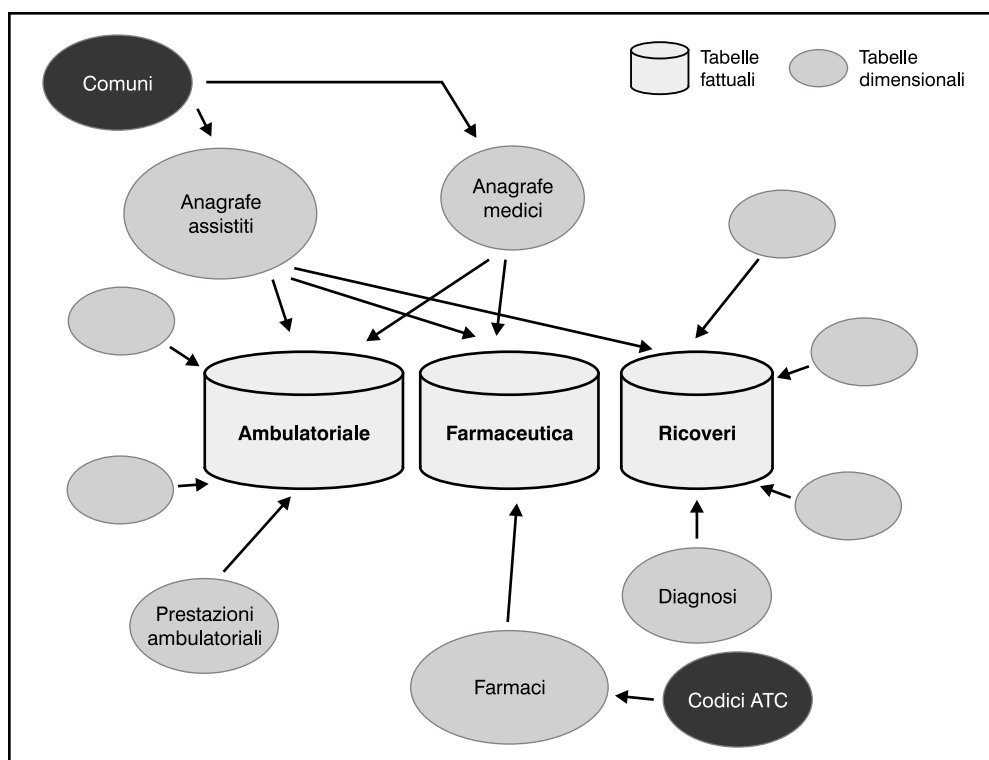 Comuni
Tabelle
fattuali
Tabelle
dimensionali
Anagrafe
assistiti
Anagrafe
medici
Ambulatoriale
Farmaceutica
Ricoveri
Prestazioni
ambulatoriali
Diagnosi
Farmaci
Codici ATC